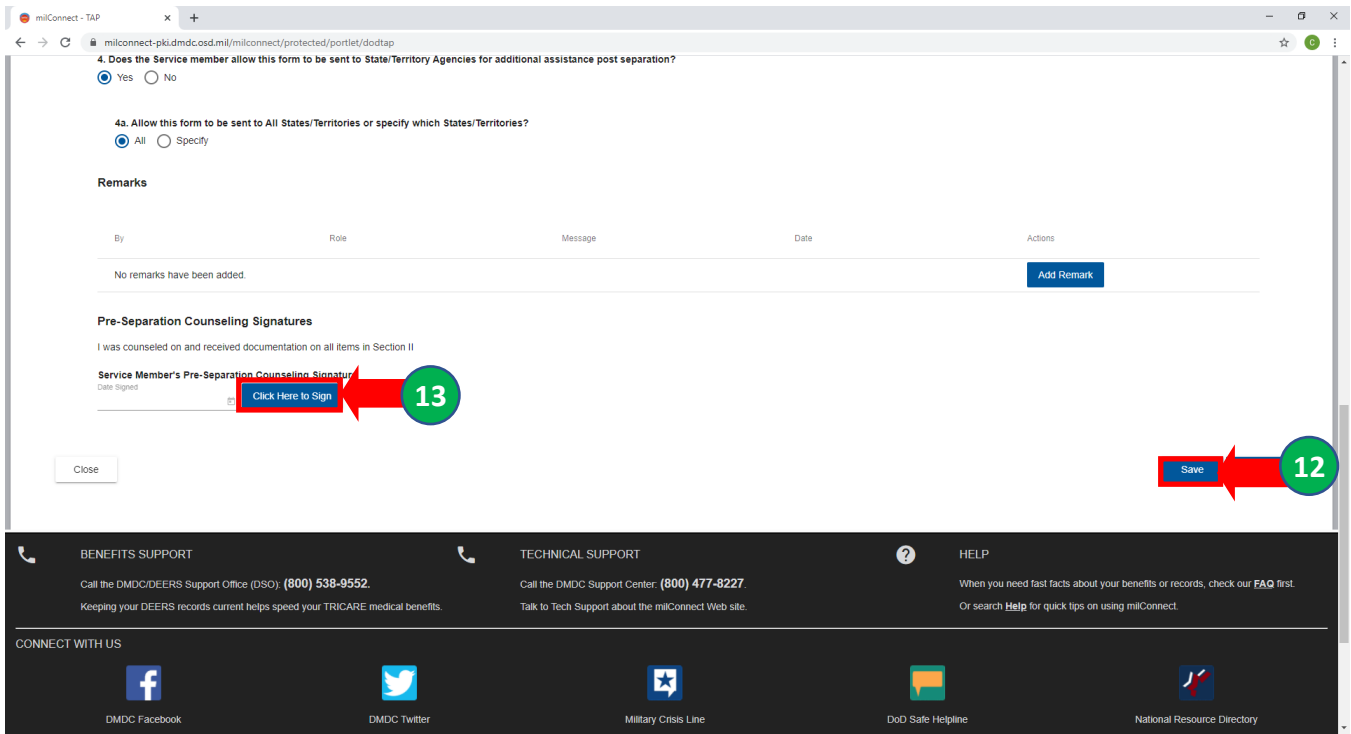 milConnect - TAP
milconnect-pki.dmdc.osd.mil/milconnect/protected/portlet/dodtap
C
4. Does the Service member allow this form to be sent to State/Territory Agencies for additional assistance post separation?
Yes No
4a. Allow this form to be sent to All States/Territories or specify which States/Territories?
All Specify
Remarks
By Role Message Date Actions
No remarks have been added. Add Remark
Pre-Separation Counseling Signatures
I was counseled on and received documentation on all items in Section II
Service Member's Pre-Separation Counseling Signatur
Date Signed
Click Here to Sign 13
Close Save 12
BENEFITS SUPPORT TECHNICAL SUPPORT HELP
Call the DMDC/DEERS Support Office (DSO): (800) 538-9552. Call the DMDC Support Center: (800) 477-8227. When you need fast facts about your benefits or records, check our FAQ first.
Keeping your DEERS records current helps speed your TRICARE medical benefits. Talk to Tech Support about the milConnect Web site. Or search Help for quick tips on using milConnect.
CONNECT WITH US
DMDC Facebook DMDC Twitter Military Crisis Line DoD Safe Helpline National Resource Directory